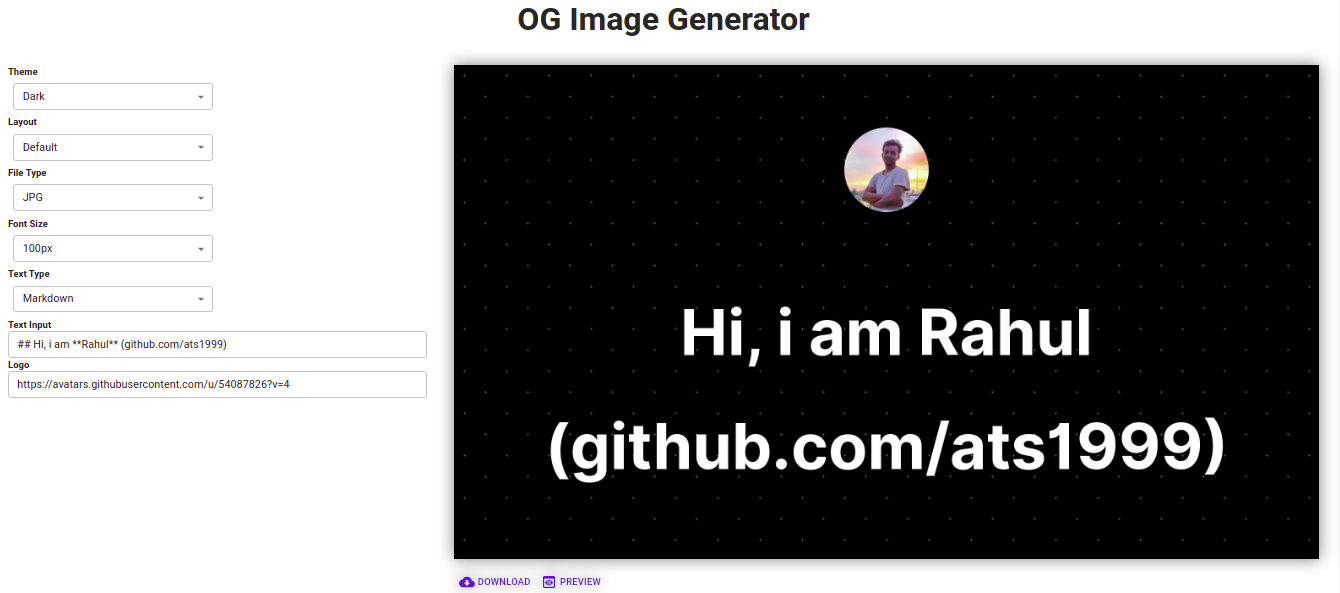 OG Image Generator
Theme
Dark
Layout
Default
File Type
JPG
Font Size
100px
Text Type
Markdown
Text Input
## Hi, i am **Rahul** (github.com/ats1999)
Logo
https://avatars.githubusercontent.com/u/54087826?v=4
Hi, i am Rahul
(github.com/ats1999)
DOWNLOAD PREVIEW